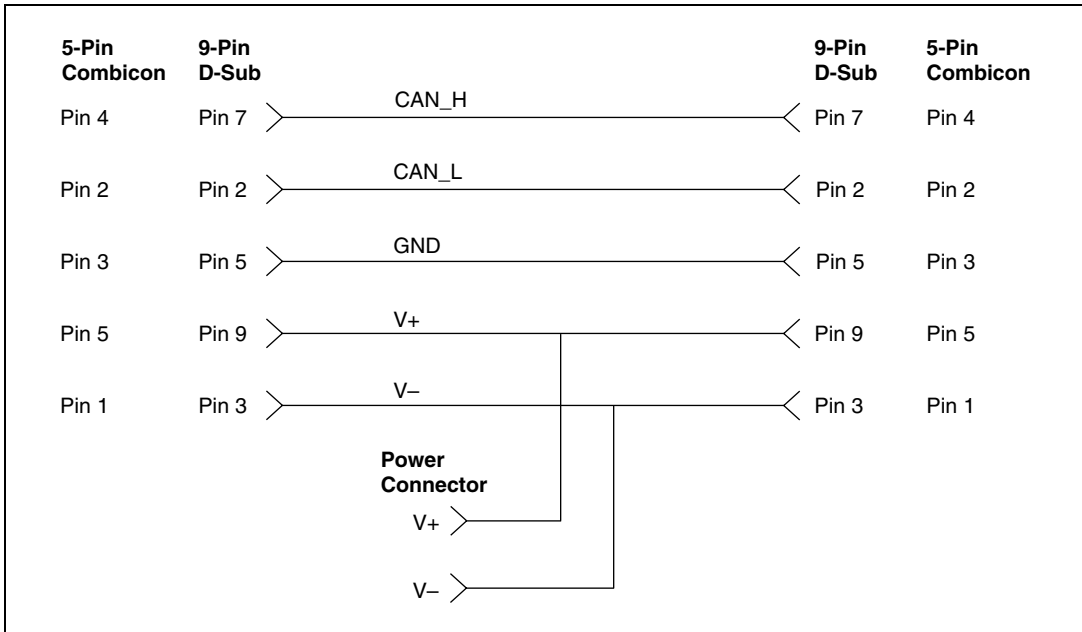 5-Pin Combicon
9-Pin D-Sub
9-Pin D-Sub
5-Pin Combicon
CAN_H
Pin 4 Pin 7 Pin 7 Pin 4
CAN_L
Pin 2 Pin 2 Pin 2 Pin 2
GND
Pin 3 Pin 5 Pin 5 Pin 3
V+
Pin 5 Pin 9 Pin 9 Pin 5
V–
Pin 1 Pin 3 Pin 3 Pin 1
Power
Connector
V+
V–